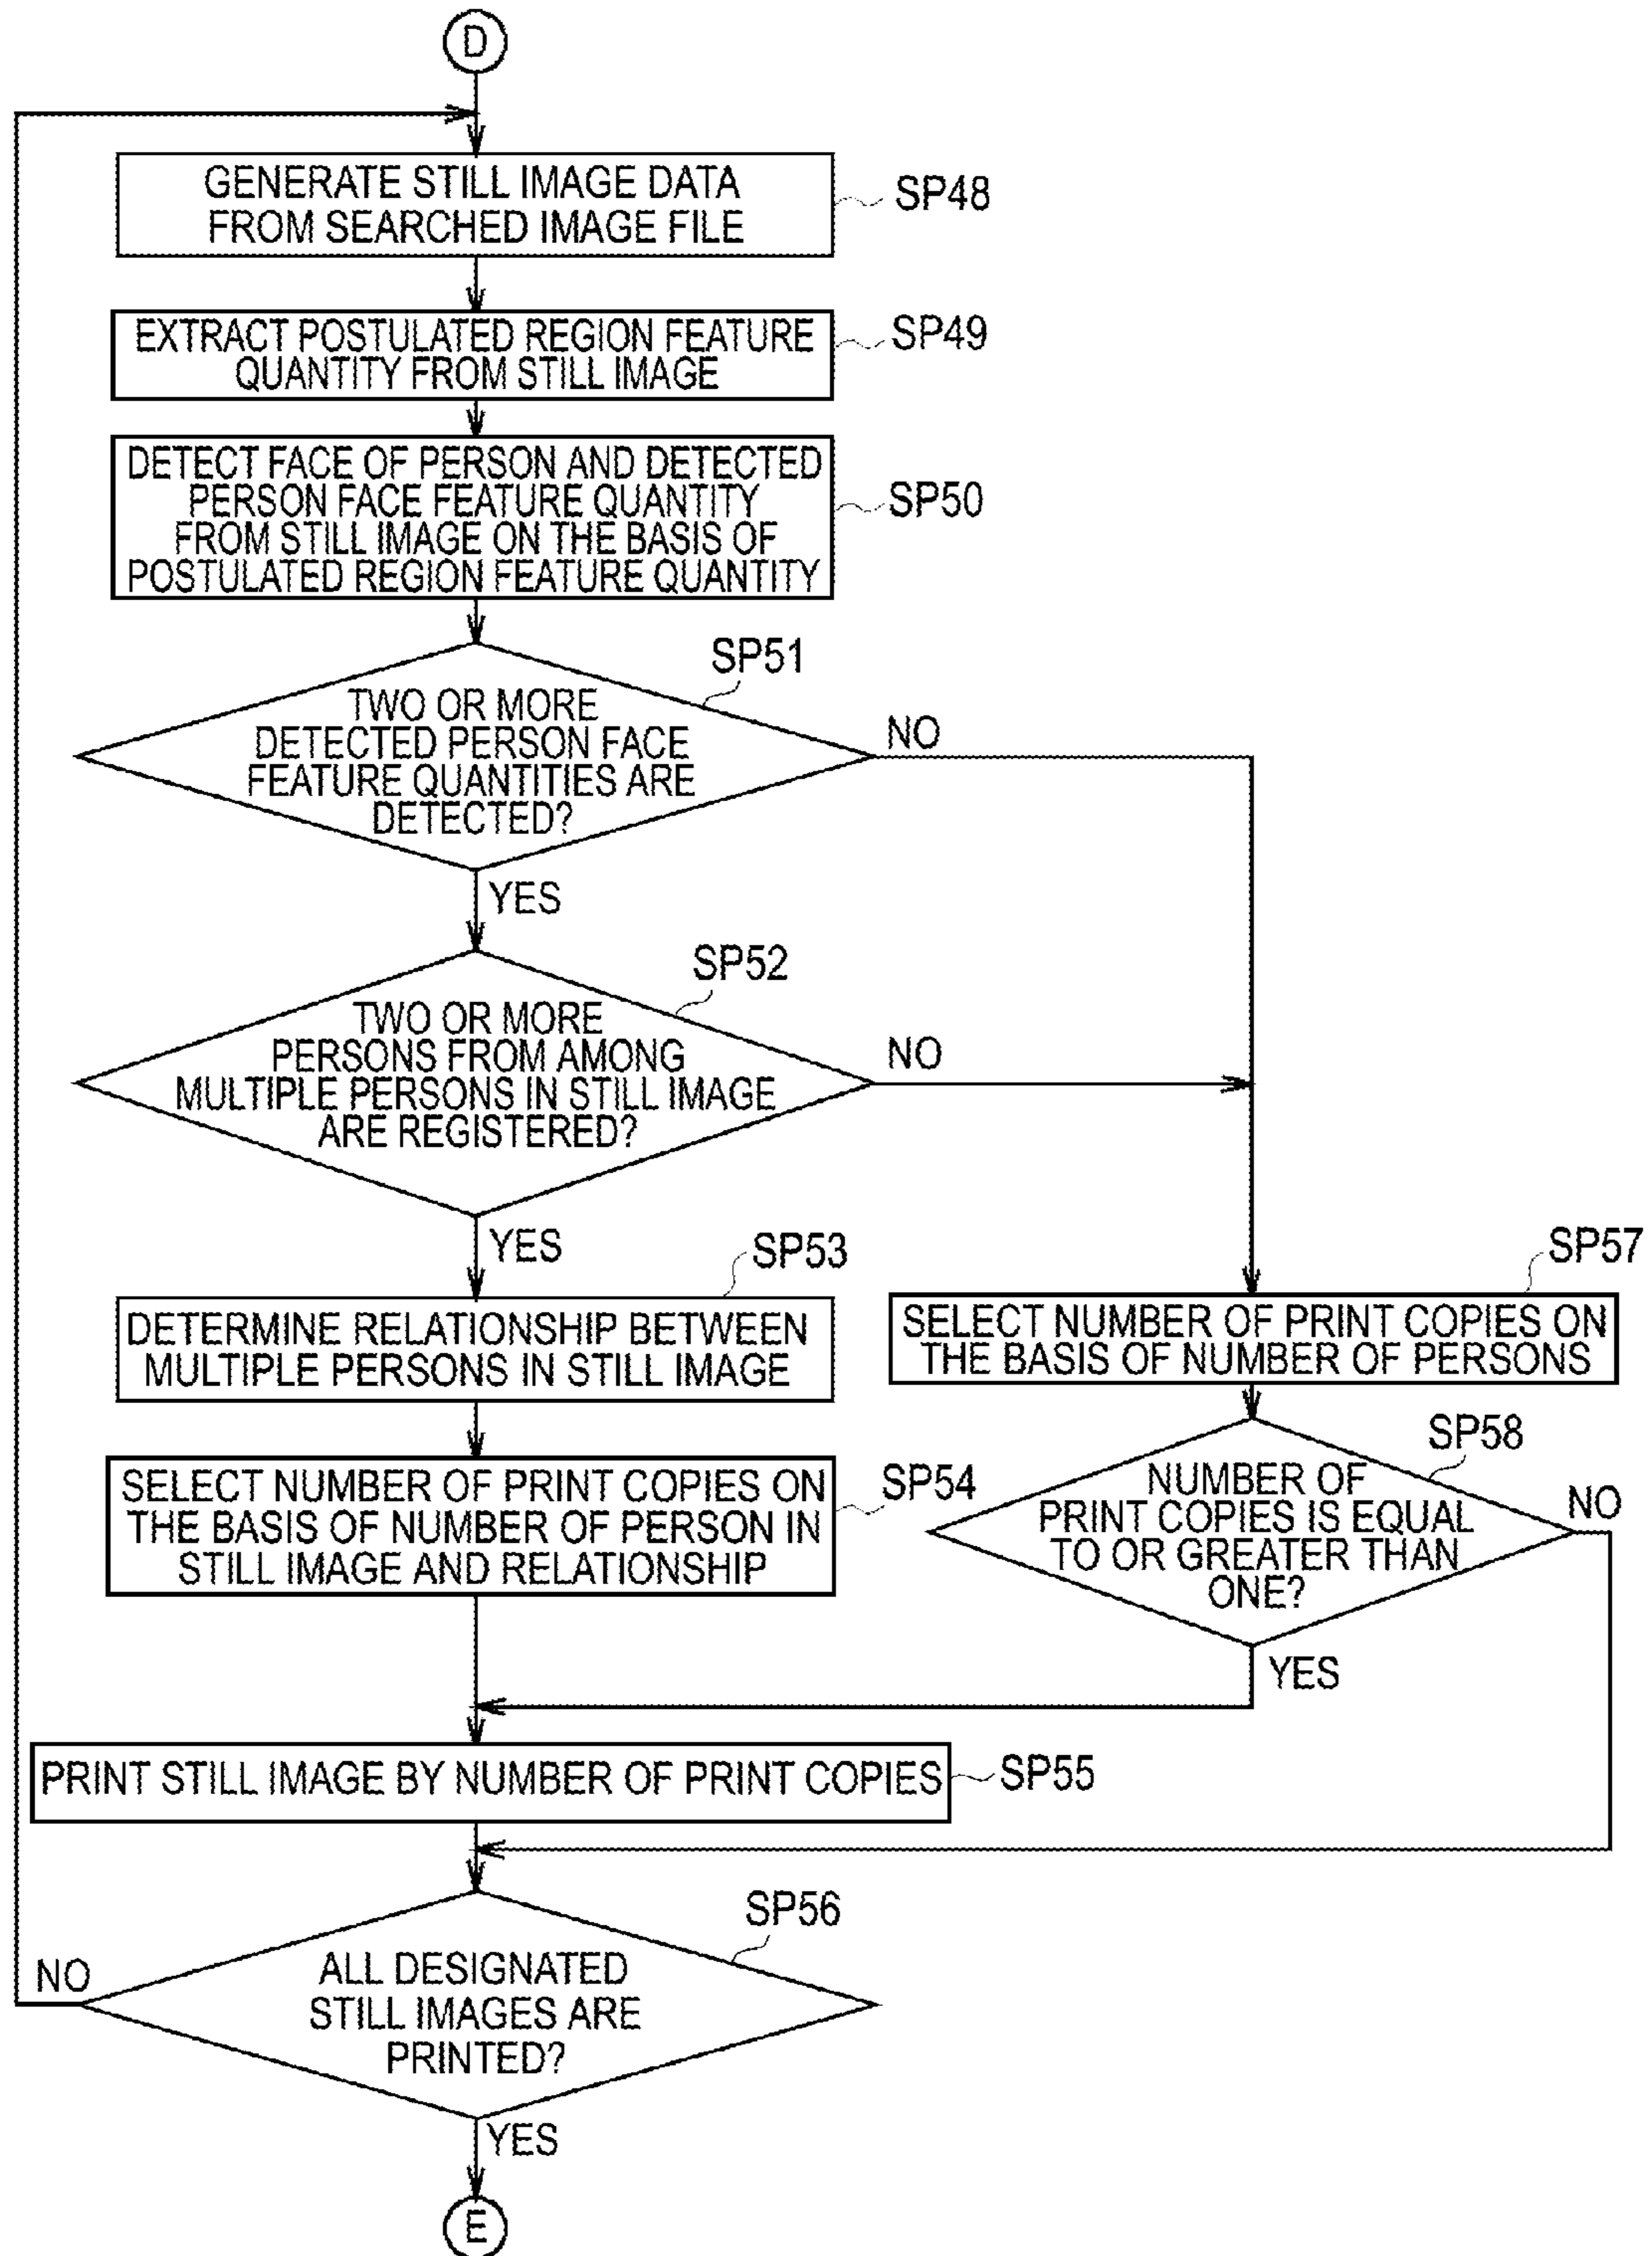 D
GENERATE STILL IMAGE DATA
FROM SEARCHED IMAGE FILE
SP48
EXTRACT POSTULATED REGION FEATURE
QUANTITY FROM STILL IMAGE
SP49
DETECT FACE OF PERSON AND DETECTED
PERSON FACE FEATURE QUANTITY
FROM STILL IMAGE ON THE BASIS OF
POSTULATED REGION FEATURE QUANTITY
SP50
SP51
TWO OR MORE
DETECTED PERSON FACE
FEATURE QUANTITIES ARE
DETECTED?
NO
YES
SP52
TWO OR MORE
PERSONS FROM AMONG
MULTIPLE PERSONS IN STILL IMAGE
ARE REGISTERED?
NO
YES
SP53
DETERMINE RELATIONSHIP BETWEEN
MULTIPLE PERSONS IN STILL IMAGE
SP57
SELECT NUMBER OF PRINT COPIES ON
THE BASIS OF NUMBER OF PERSONS
SELECT NUMBER OF PRINT COPIES ON
THE BASIS OF NUMBER OF PERSON IN
STILL IMAGE AND RELATIONSHIP
SP54
SP58
NUMBER OF
PRINT COPIES IS EQUAL
TO OR GREATER THAN
ONE?
NO
YES
PRINT STILL IMAGE BY NUMBER OF PRINT COPIES
SP55
SP56
ALL DESIGNATED
STILL IMAGES ARE
PRINTED?
NO
YES
E